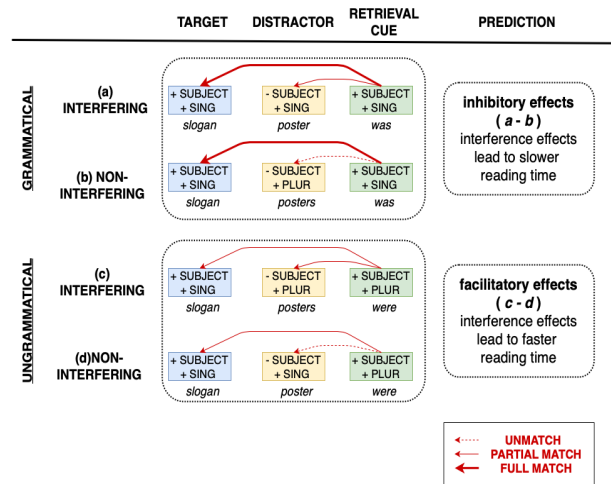 TARGET DISTRACTOR RETRIEVAL CUE PREDICTION
GRAMMATICAL
(a) INTERFERING
+ SUBJECT + SING
- SUBJECT + SING
+ SUBJECT + SING
slogan poster was
(b) NON-INTERFERING
+ SUBJECT + SING
- SUBJECT + PLUR
+ SUBJECT + SING
slogan posters was
inhibitory effects
( a - b )
interference effects
lead to slower
reading time
UNGRAMMATICAL
(c) INTERFERING
+ SUBJECT + SING
- SUBJECT + PLUR
+ SUBJECT + PLUR
slogan posters were
(d)NON-INTERFERING
+ SUBJECT + SING
- SUBJECT + SING
+ SUBJECT + PLUR
slogan poster were
facilitatory effects
( c - d )
interference effects
lead to faster
reading time
UNMATCH
PARTIAL MATCH
FULL MATCH